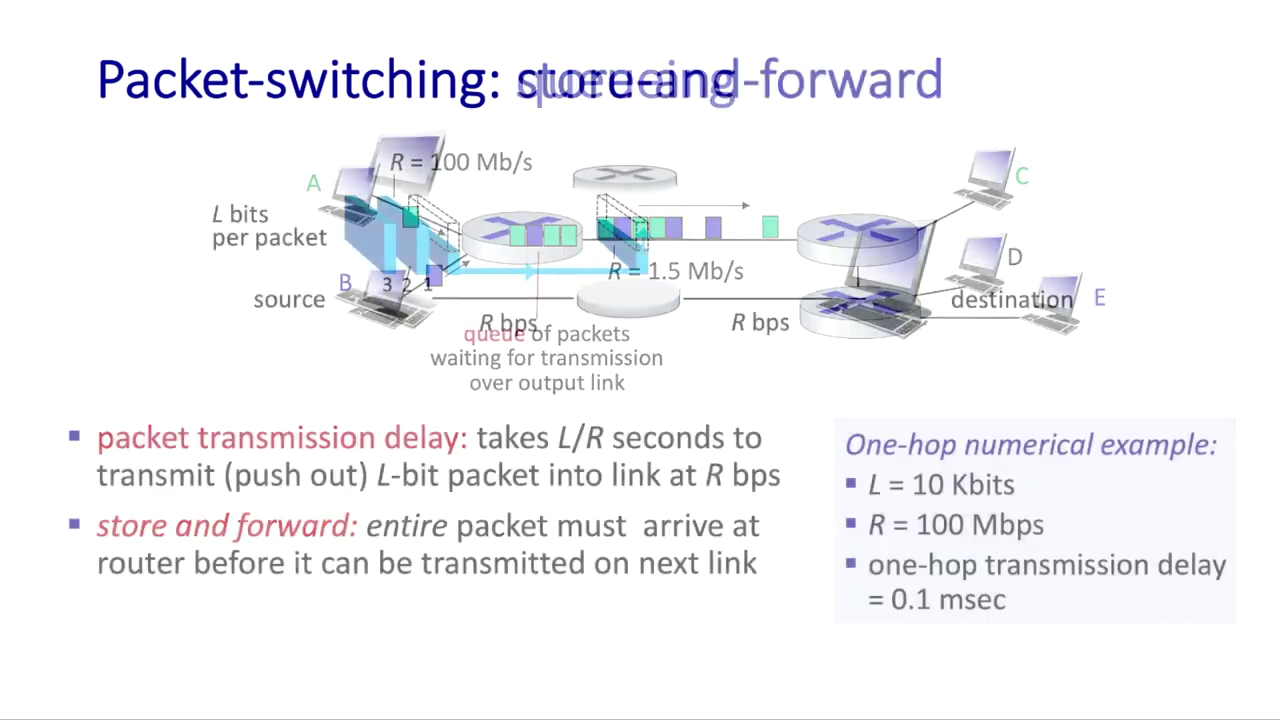 Packet-switching: store-and-forward
queueing
R = 100 Mb/s
A
C
L bits
per packet
D
R = 1.5 Mb/s
B
3 2 1
source
destination
E
R bps
R bps
queue of packets
waiting for transmission
over output link
packet transmission delay: takes L/R seconds to
transmit (push out) L-bit packet into link at R bps
store and forward: entire packet must arrive at
router before it can be transmitted on next link
One-hop numerical example:
L = 10 Kbits
R = 100 Mbps
one-hop transmission delay
= 0.1 msec